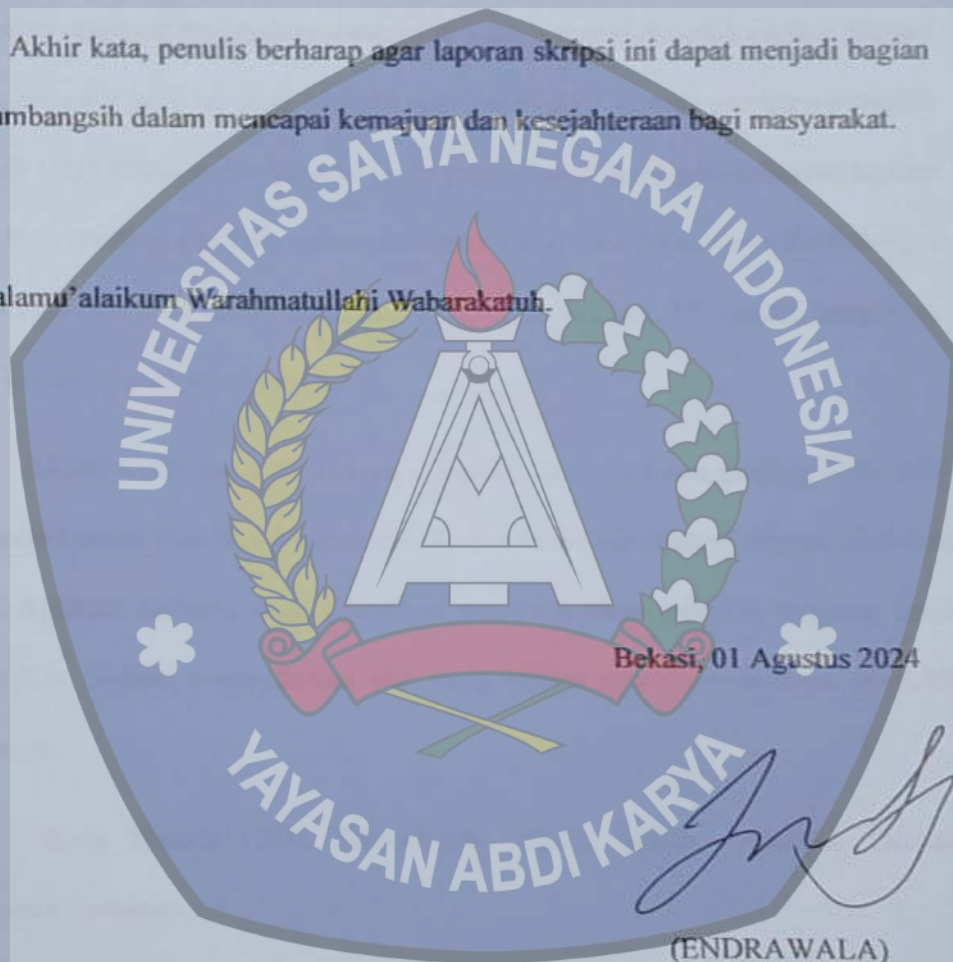 Akhir kata, penulis berharap agar laporan skripsi ini dapat menjadi bagian
umbangsih dalam mencapai kemajuan dan kesejahteraan bagi masyarakat.
UNIVERSITAS SATYA NEGARA INDONESIA
alamu'alaikum Warahmatullahi Wabarakatuh.
Bekasi, 01 Agustus 2024
YAYASAN ABDI KARYA
(ENDRAWALA)